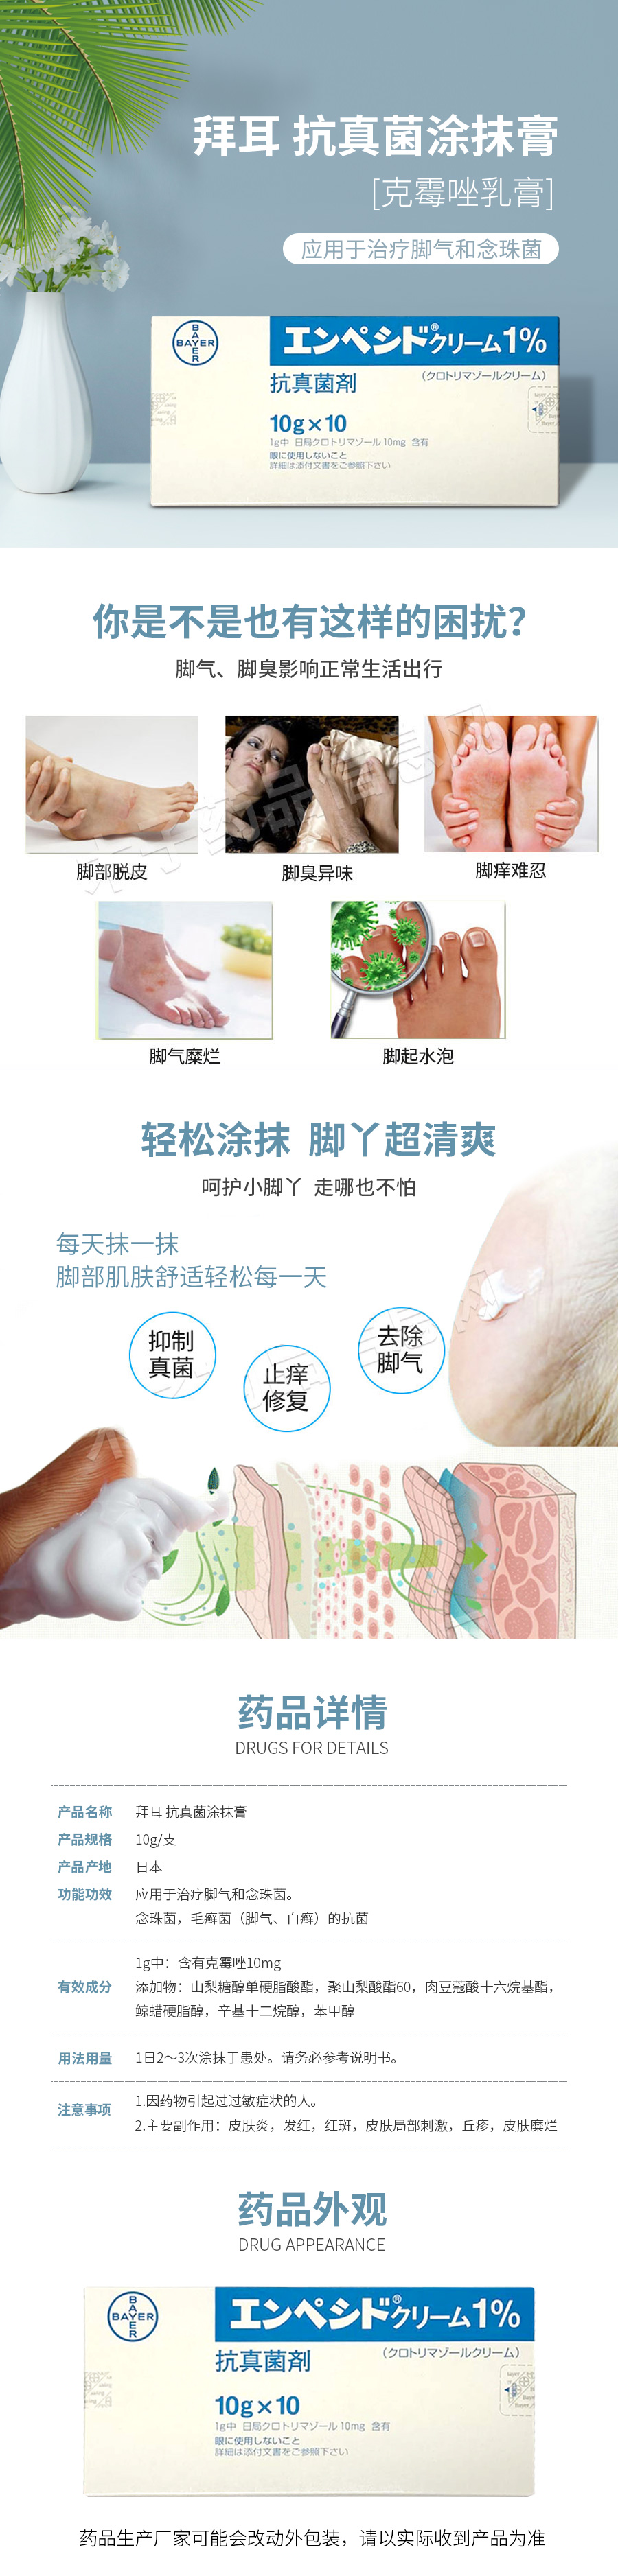 拜耳 抗真菌涂抹膏
[克霉唑乳膏]
应用于治疗脚气和念珠菌
BAYER
BAYER
エンペシド®クリーム1%
(クロトリマゾールクリーム)
抗真菌剤
10g×10
1g中 日局クロトリマゾール 10mg 含有
眼に使用しないこと
詳細は添付文書をご参照下さい
你是不是也有这样的困扰?
脚气、脚臭影响正常生活出行
脚部脱皮
脚臭异味
脚痒难忍
脚气糜烂
脚起水泡
轻松涂抹 脚丫超清爽
呵护小脚丫 走哪也不怕
每天抹一抹
脚部肌肤舒适轻松每一天
抑制
真菌
止痒
修复
去除
脚气
药品详情
DRUGS FOR DETAILS
产品名称 拜耳 抗真菌涂抹膏
产品规格 10g/支
产品产地 日本
功能功效 应用于治疗脚气和念珠菌。
念珠菌，毛癣菌（脚气、白癣）的抗菌
有效成分 1g中：含有克霉唑10mg
添加物：山梨糖醇单硬脂酸酯，聚山梨酸酯60，肉豆蔻酸十六烷基酯，
鲸蜡硬脂醇，辛基十二烷醇，苯甲醇
用法用量 1日2～3次涂抹于患处。请务必参考说明书。
注意事项 1.因药物引起过过敏症状的人。
2.主要副作用：皮肤炎，发红，红斑，皮肤局部刺激，丘疹，皮肤糜烂
药品外观
DRUG APPEARANCE
BAYER
BAYER
エンペシド®クリーム1%
(クロトリマゾールクリーム)
抗真菌剤
10g×10
1g中 日局クロトリマゾール 10mg 含有
眼に使用しないこと
詳細は添付文書をご参照下さい
药品生产厂家可能会改动外包装，请以实际收到产品为准